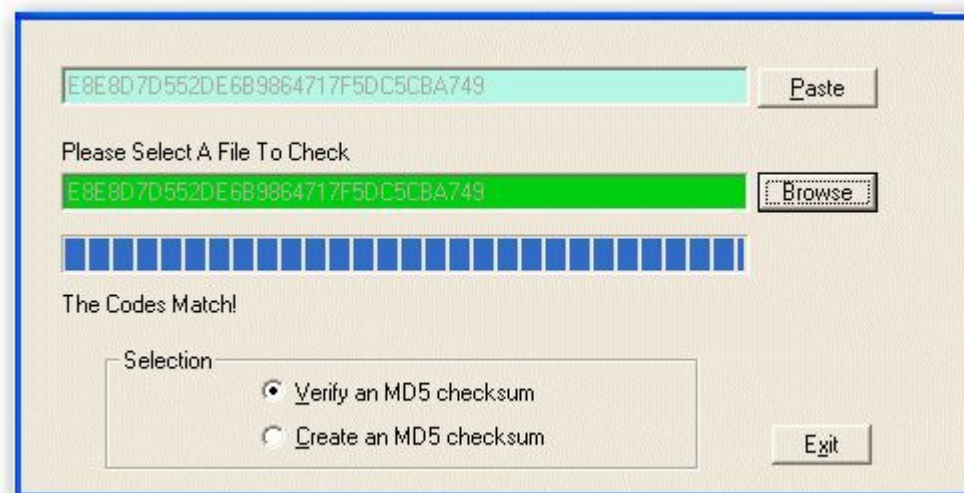 E8E8D7D552DE6B9864717F5DC5CBA749
Paste
Please Select A File To Check
E8E8D7D552DE6B9864717F5DC5CBA749
Browse
The Codes Match!
Selection
Verify an MD5 checksum
Create an MD5 checksum
Exit